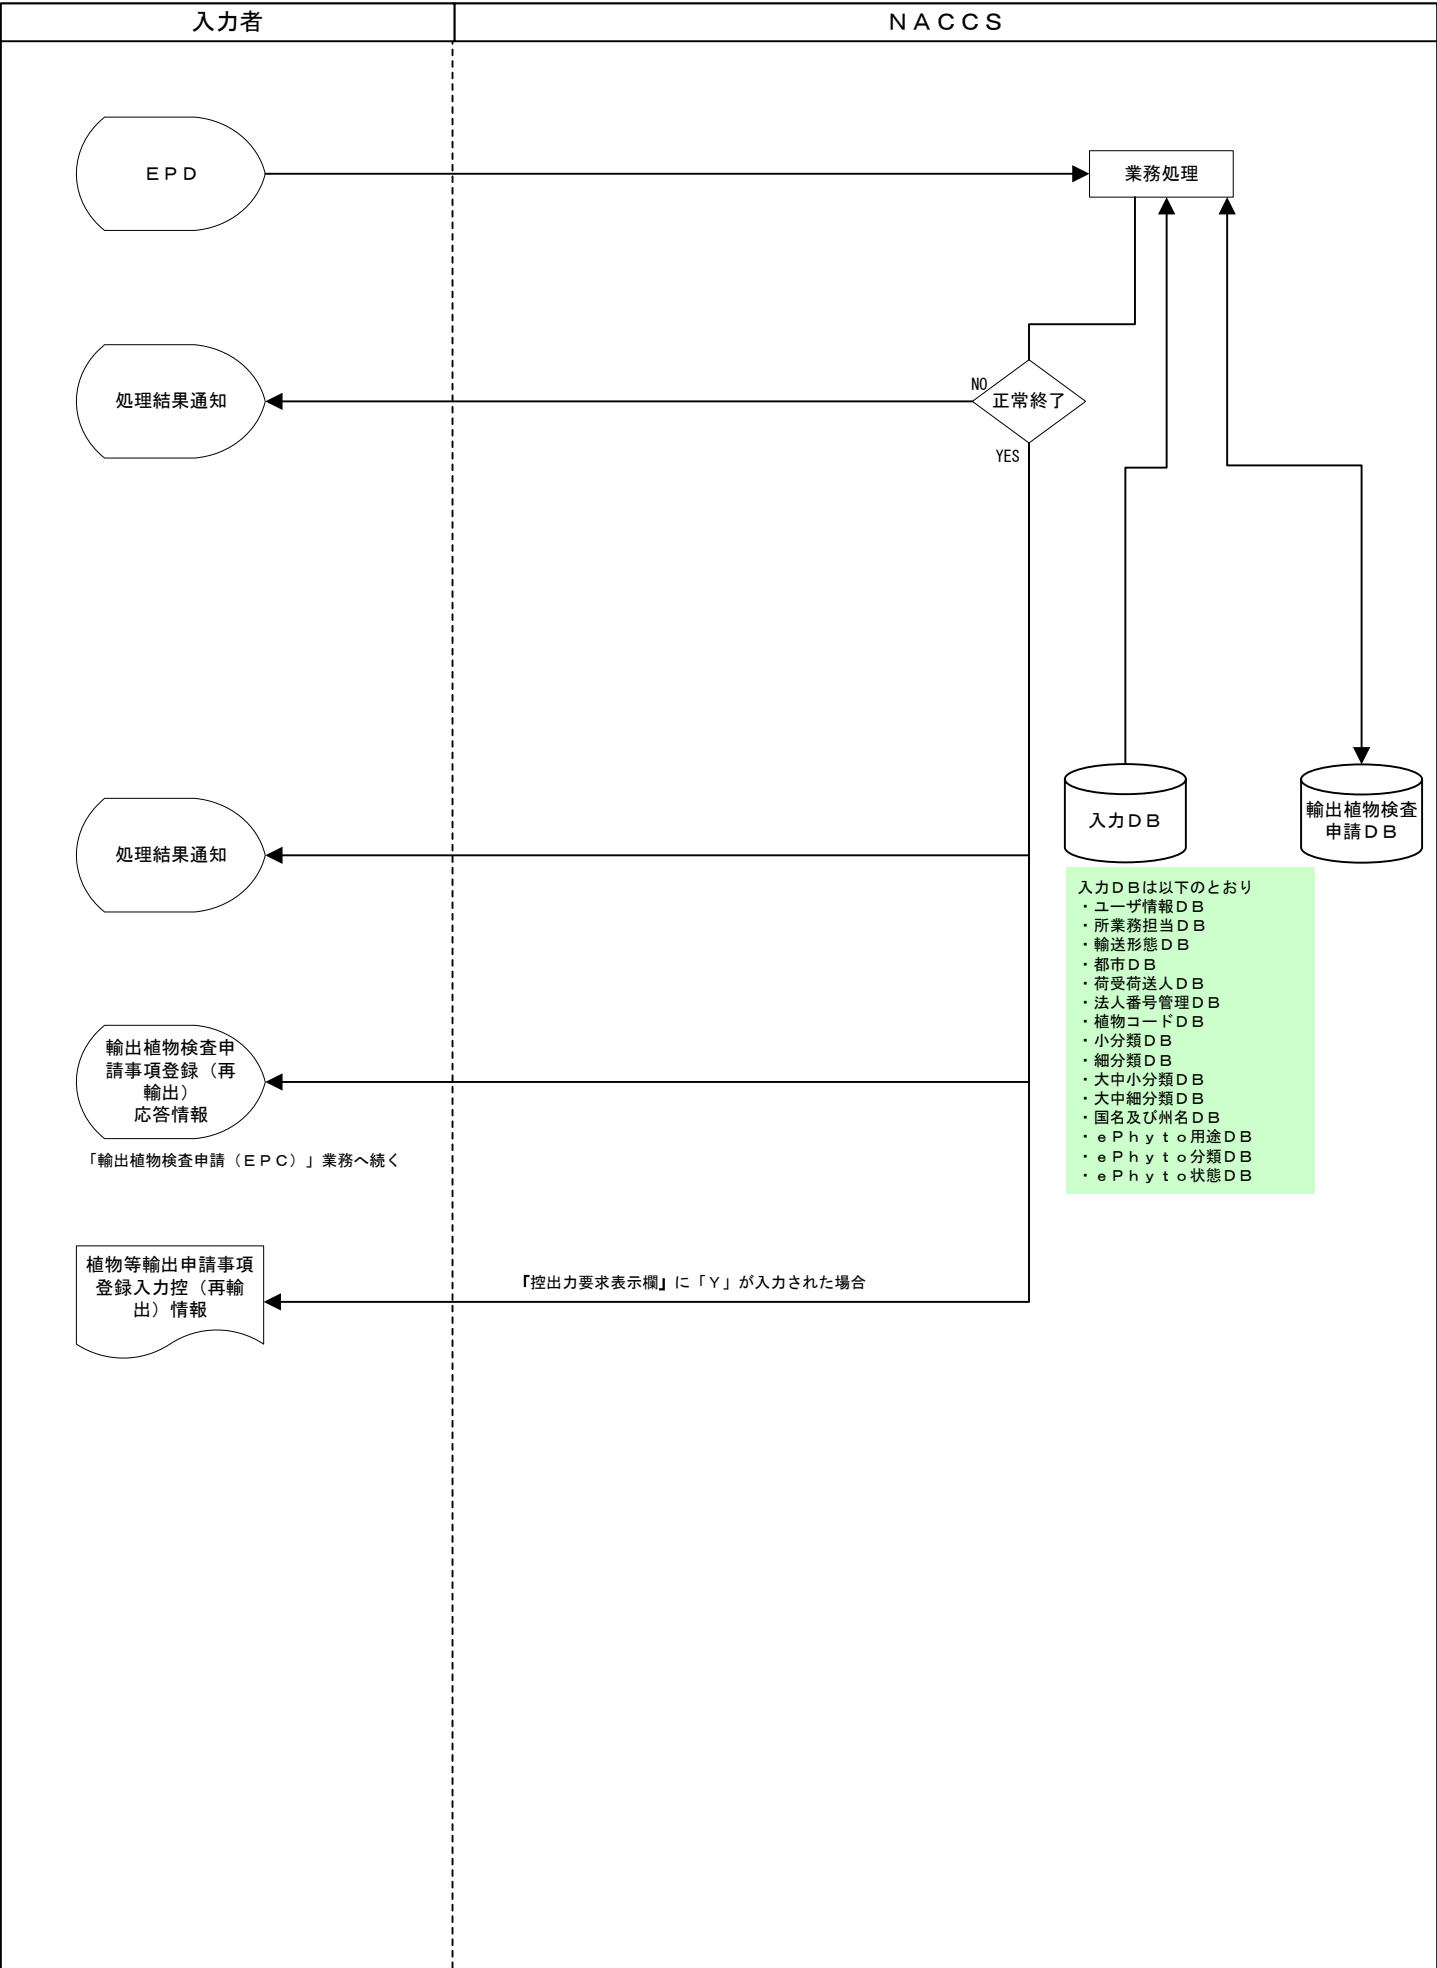 入力者
ＮＡＣＣＳ
ＥＰＤ
業務処理
処理結果通知
NO
正常終了
YES
処理結果通知
入力ＤＢ
輸出植物検査
申請ＤＢ
入力ＤＢは以下のとおり
・ユーザ情報ＤＢ
・所業務担当ＤＢ
・輸送形態ＤＢ
・都市ＤＢ
・荷受荷送人ＤＢ
・法人番号管理ＤＢ
・植物コードＤＢ
・小分類ＤＢ
・細分類ＤＢ
・大中小分類ＤＢ
・大中細分類ＤＢ
・国名及び州名ＤＢ
・ｅＰｈｙｔｏ用途ＤＢ
・ｅＰｈｙｔｏ分類ＤＢ
・ｅＰｈｙｔｏ状態ＤＢ
輸出植物検査申
請事項登録（再
輸出）
応答情報
「輸出植物検査申請（ＥＰＣ）」業務へ続く
植物等輸出申請事項
登録入力控（再輸
出）情報
『控出力要求表示欄』に「Ｙ」が入力された場合